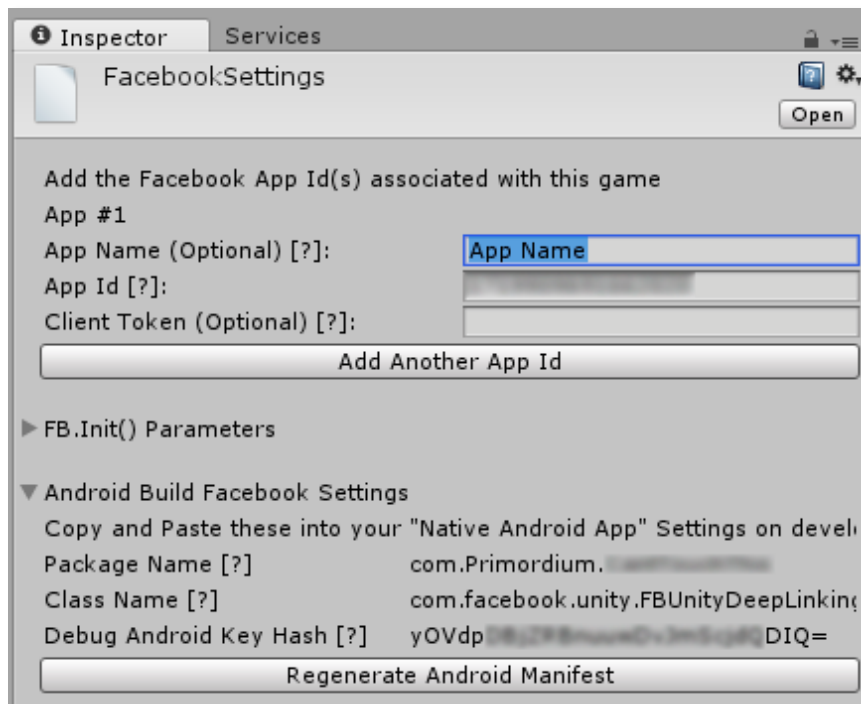 Inspector Services
FacebookSettings
Open
Add the Facebook App Id(s) associated with this game
App #1
App Name (Optional) [?]: App Name
App Id [?]:
Client Token (Optional) [?]:
Add Another App Id
FB.Init() Parameters
Android Build Facebook Settings
Copy and Paste these into your "Native Android App" Settings on devel
Package Name [?] com.Primordium.
Class Name [?] com.facebook.unity.FBUnityDeepLinking
Debug Android Key Hash [?] yOVdp DIQ=
Regenerate Android Manifest